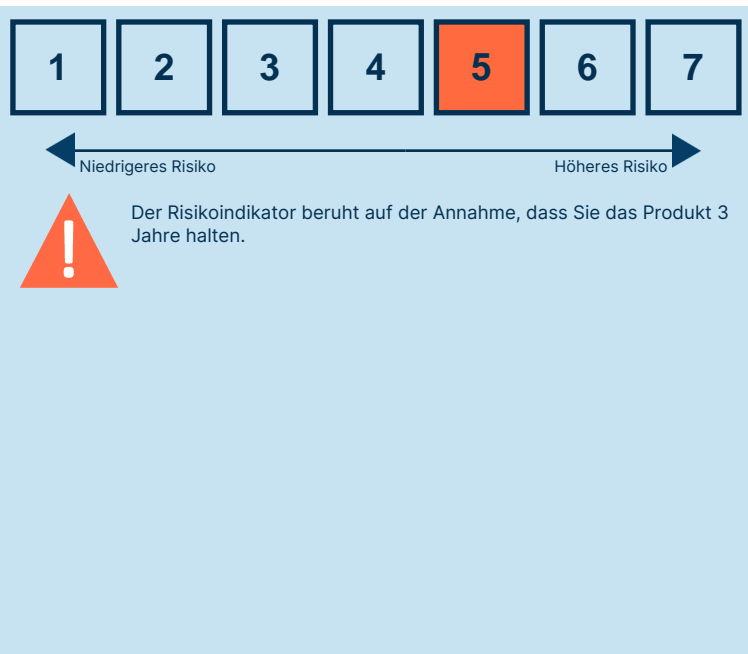 1 2 3 4 5 6 7
Niedrigeres Risiko Höheres Risiko
!
Der Risikoindikator beruht auf der Annahme, dass Sie das Produkt 3
Jahre halten.